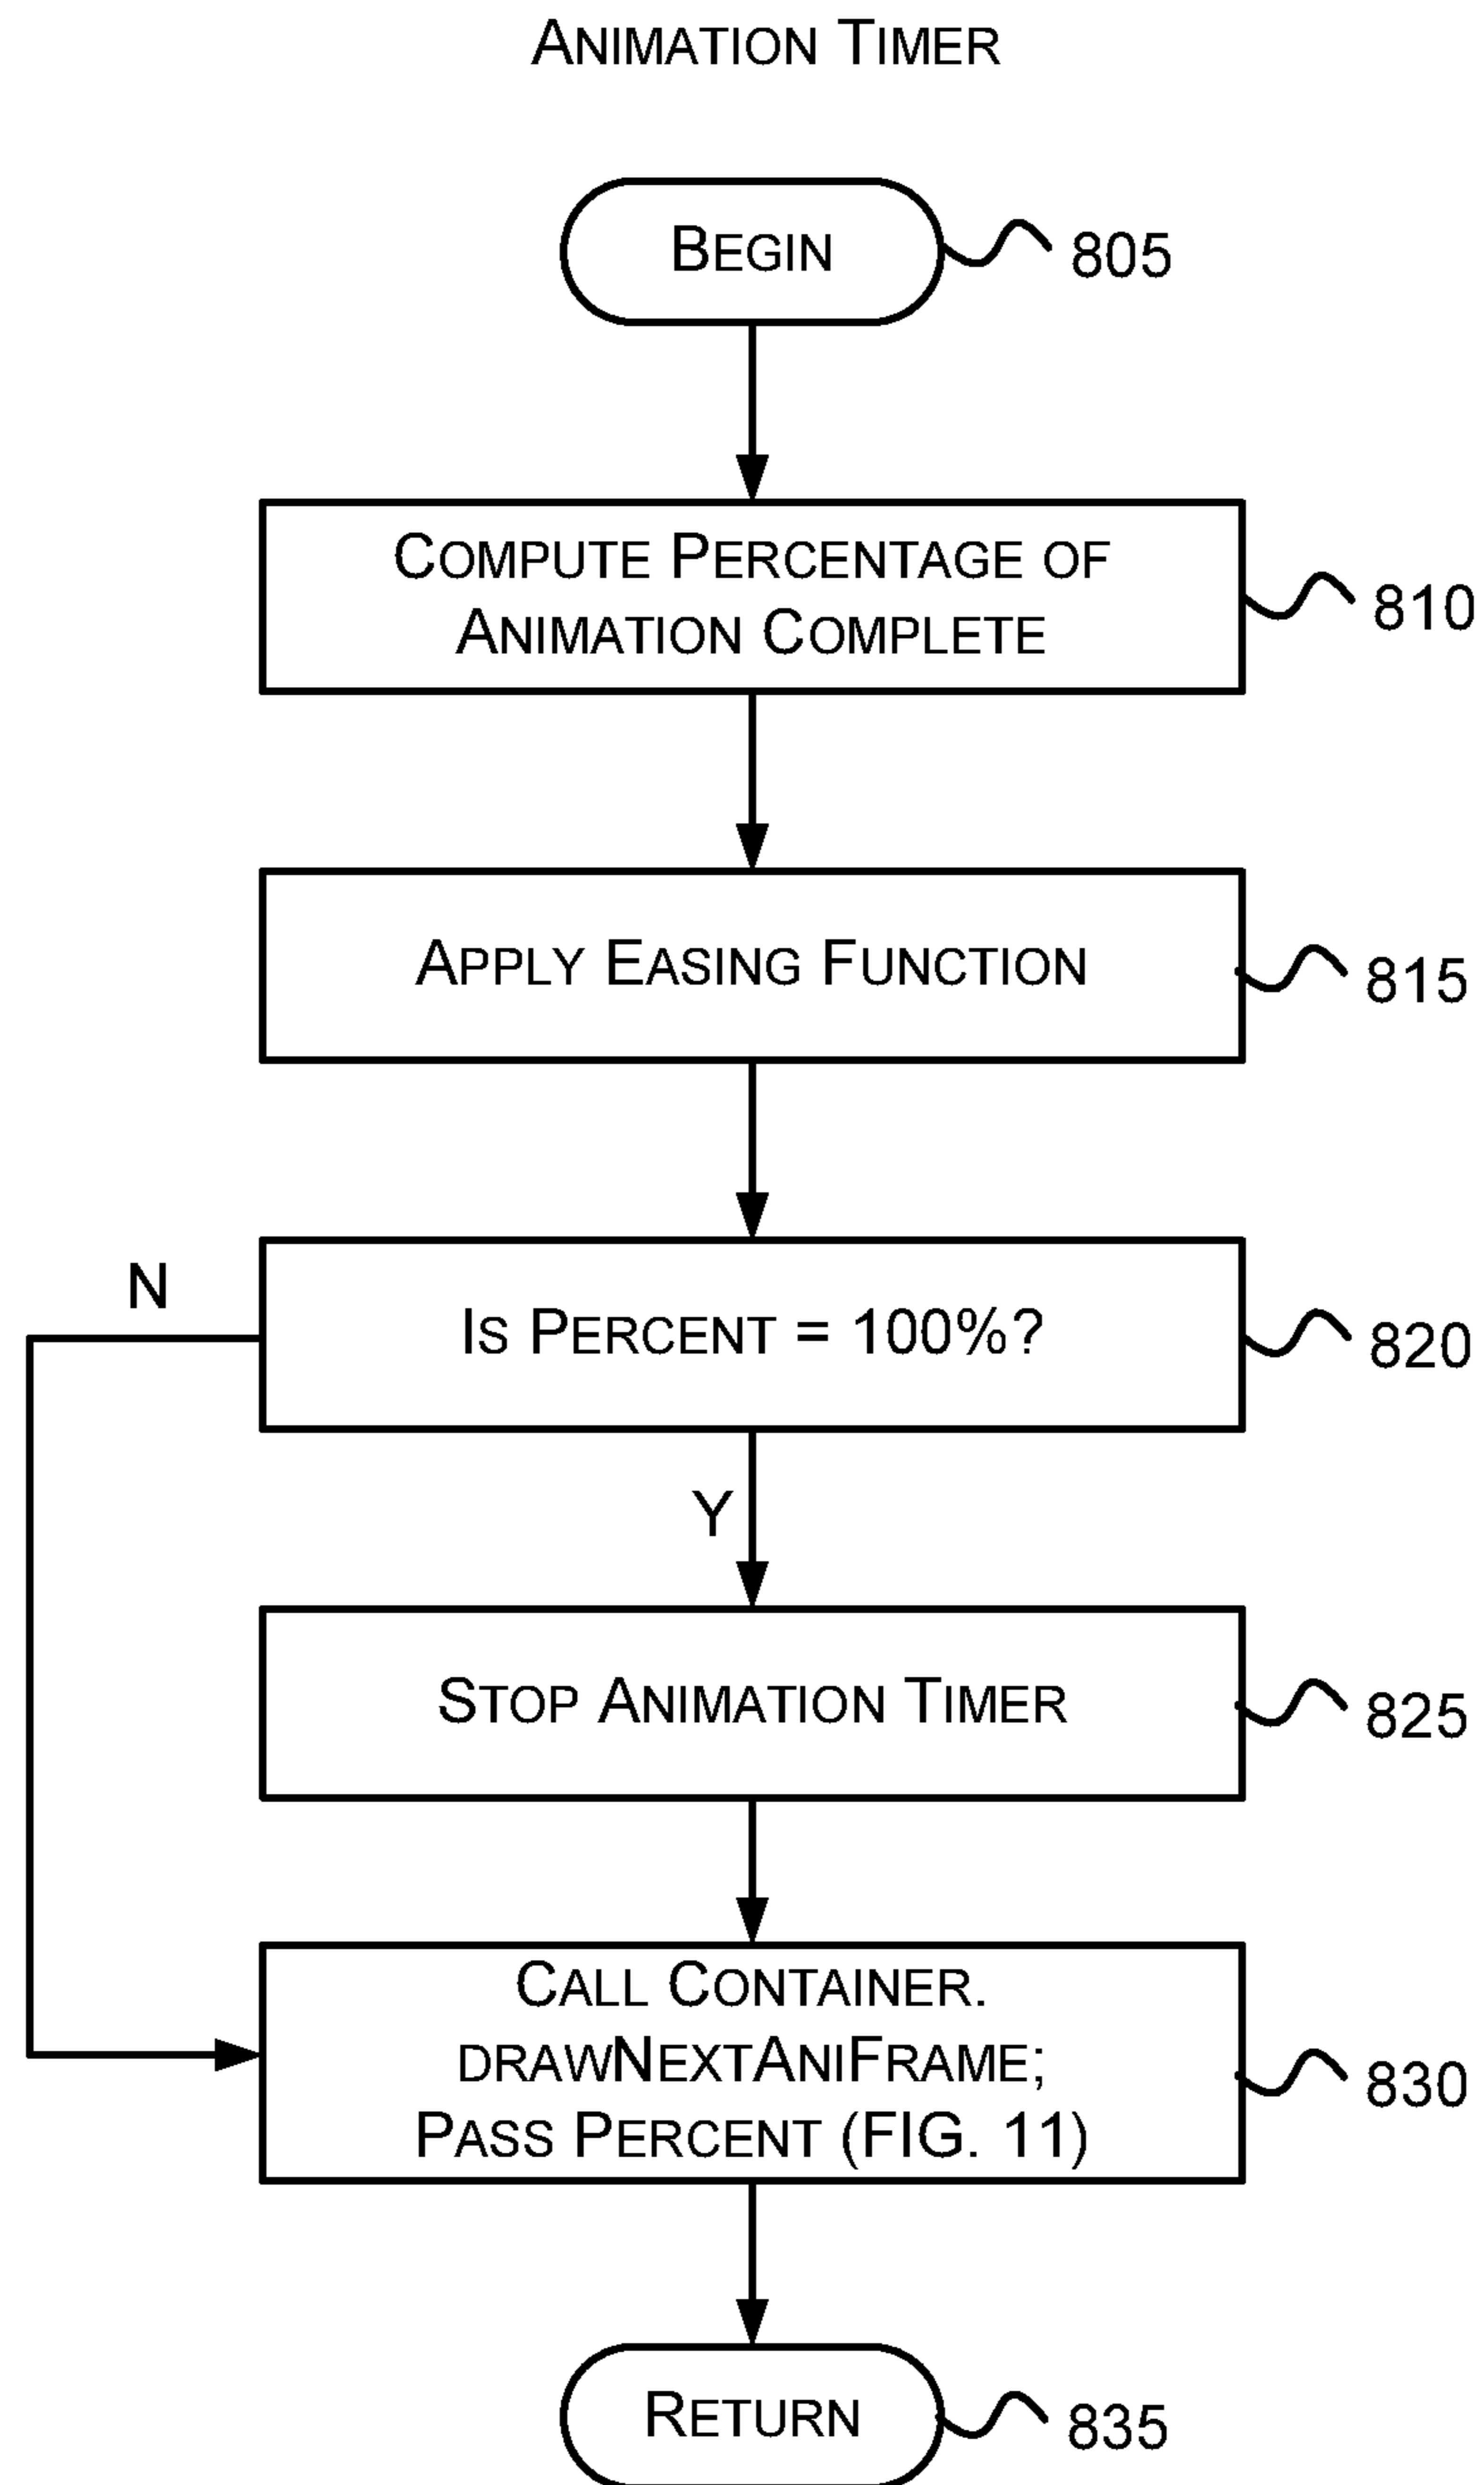 ANIMATION TIMER
BEGIN
805
COMPUTE PERCENTAGE OF
ANIMATION COMPLETE
810
APPLY EASING FUNCTION
815
N
IS PERCENT = 100%?
820
Y
STOP ANIMATION TIMER
825
CALL CONTAINER.
DRAWNEXTANIFRAME;
PASS PERCENT (FIG. 11)
830
RETURN
835